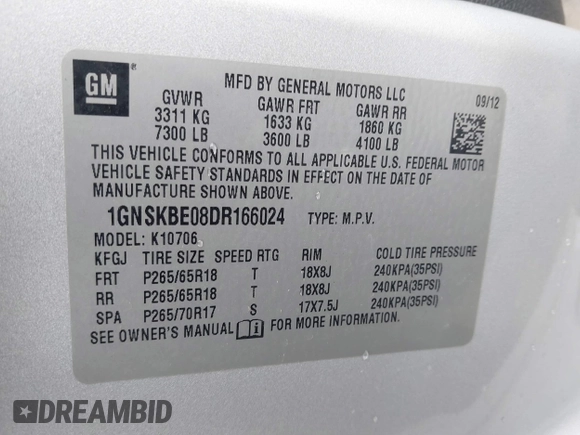 GM ®
MFD BY GENERAL MOTORS LLC
09/12
GVWR GAWR FRT GAWR RR
3311 KG 1633 KG 1860 KG
7300 LB 3600 LB 4100 LB
THIS VEHICLE CONFORMS TO ALL APPLICABLE U.S. FEDERAL MOTOR
VEHICLE SAFETY STANDARDS IN EFFECT ON THE DATE OF
MANUFACTURE SHOWN ABOVE.
1GNSKBE08DR166024 TYPE: M.P.V.
MODEL: K10706
KFGJ TIRE SIZE SPEED RTG RIM COLD TIRE PRESSURE
FRT P265/65R18 T 18X8J 240KPA(35PSI)
RR P265/65R18 T 18X8J 240KPA(35PSI)
SPA P265/70R17 S 17X7.5J 240KPA(35PSI)
SEE OWNER'S MANUAL FOR MORE INFORMATION.
DREAMBID